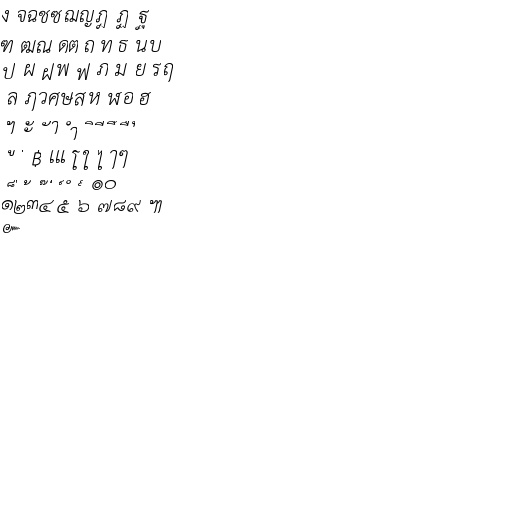 ง จฉชซฌญฎ ฏ ฐ
ฑ ฒณ ดต ถ ท ธ นบ
ป ผ ฝพ ฟ ภ ม ย รฤ
ล ฦวศษสห ฬอฮ
ฯ ะ ัา ำ ิีึ ืุ
ู ฺ ฿ เแ โใ ไ ๅๆ
็่ ้ ๊๋ ์ํ ๎ ๏๐
๑๒๓๔ ๕ ๖ ๗๘๙ ๚
๛